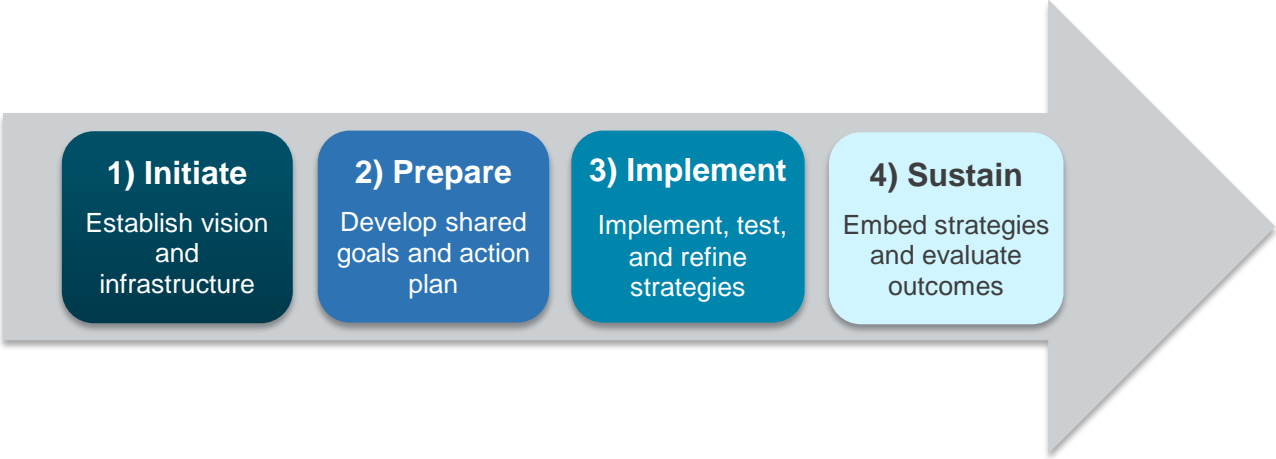 1) Initiate
Establish vision
and
infrastructure
2) Prepare
Develop shared
goals and action
plan
3) Implement
Implement, test,
and refine
strategies
4) Sustain
Embed strategies
and evaluate
outcomes